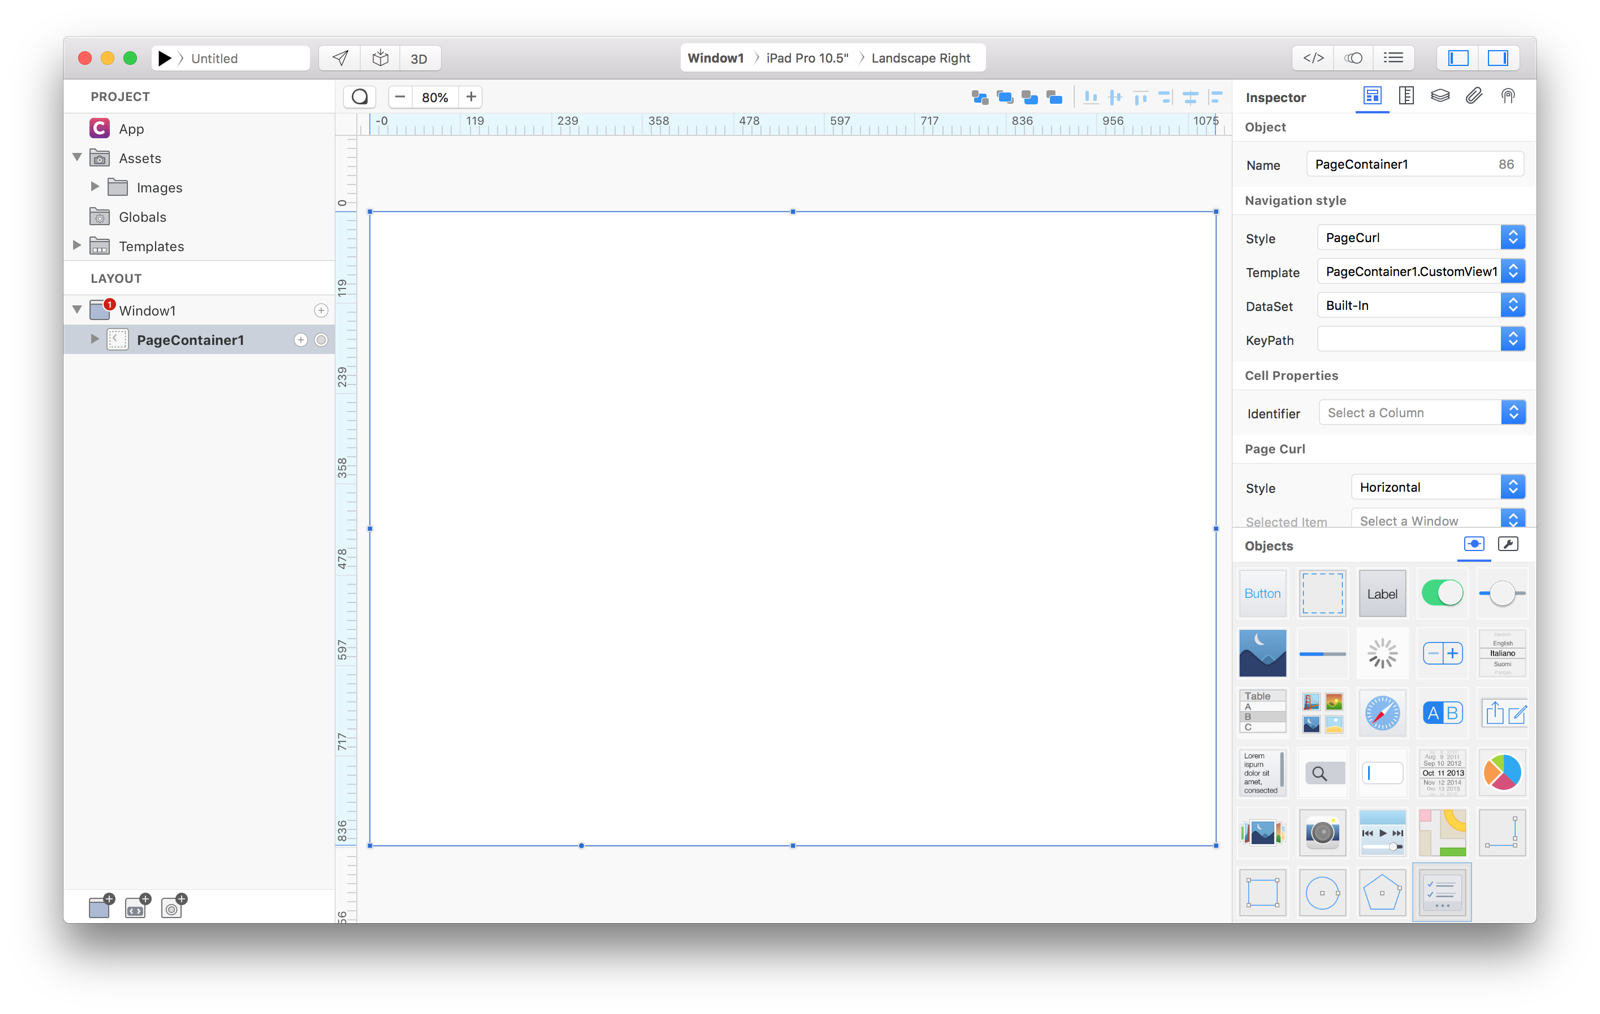 Untitled
3D
Window1
iPad Pro 10.5"
Landscape Right
</>
PROJECT
App
Assets
Images
Globals
Templates
LAYOUT
1
Window1
PageContainer1
80%
-0
119
239
358
478
597
717
836
956
1075
0
119
239
358
478
597
717
836
Inspector
Object
Name
PageContainer1
86
Navigation style
Style
PageCurl
Template
PageContainer1.CustomView1
DataSet
Built-In
KeyPath
Cell Properties
Identifier
Select a Column
Page Curl
Style
Horizontal
Selected Item
Select a Window
Objects
Button
Label
English
Italiano
Suomi
Table
A
B
C
A B
Lorem
ispum
dolor sit
amet,
consected
Aug 9 2011
Sep 10 2012
Oct 11 2013
Nov 12 2014
Dec 13 2015